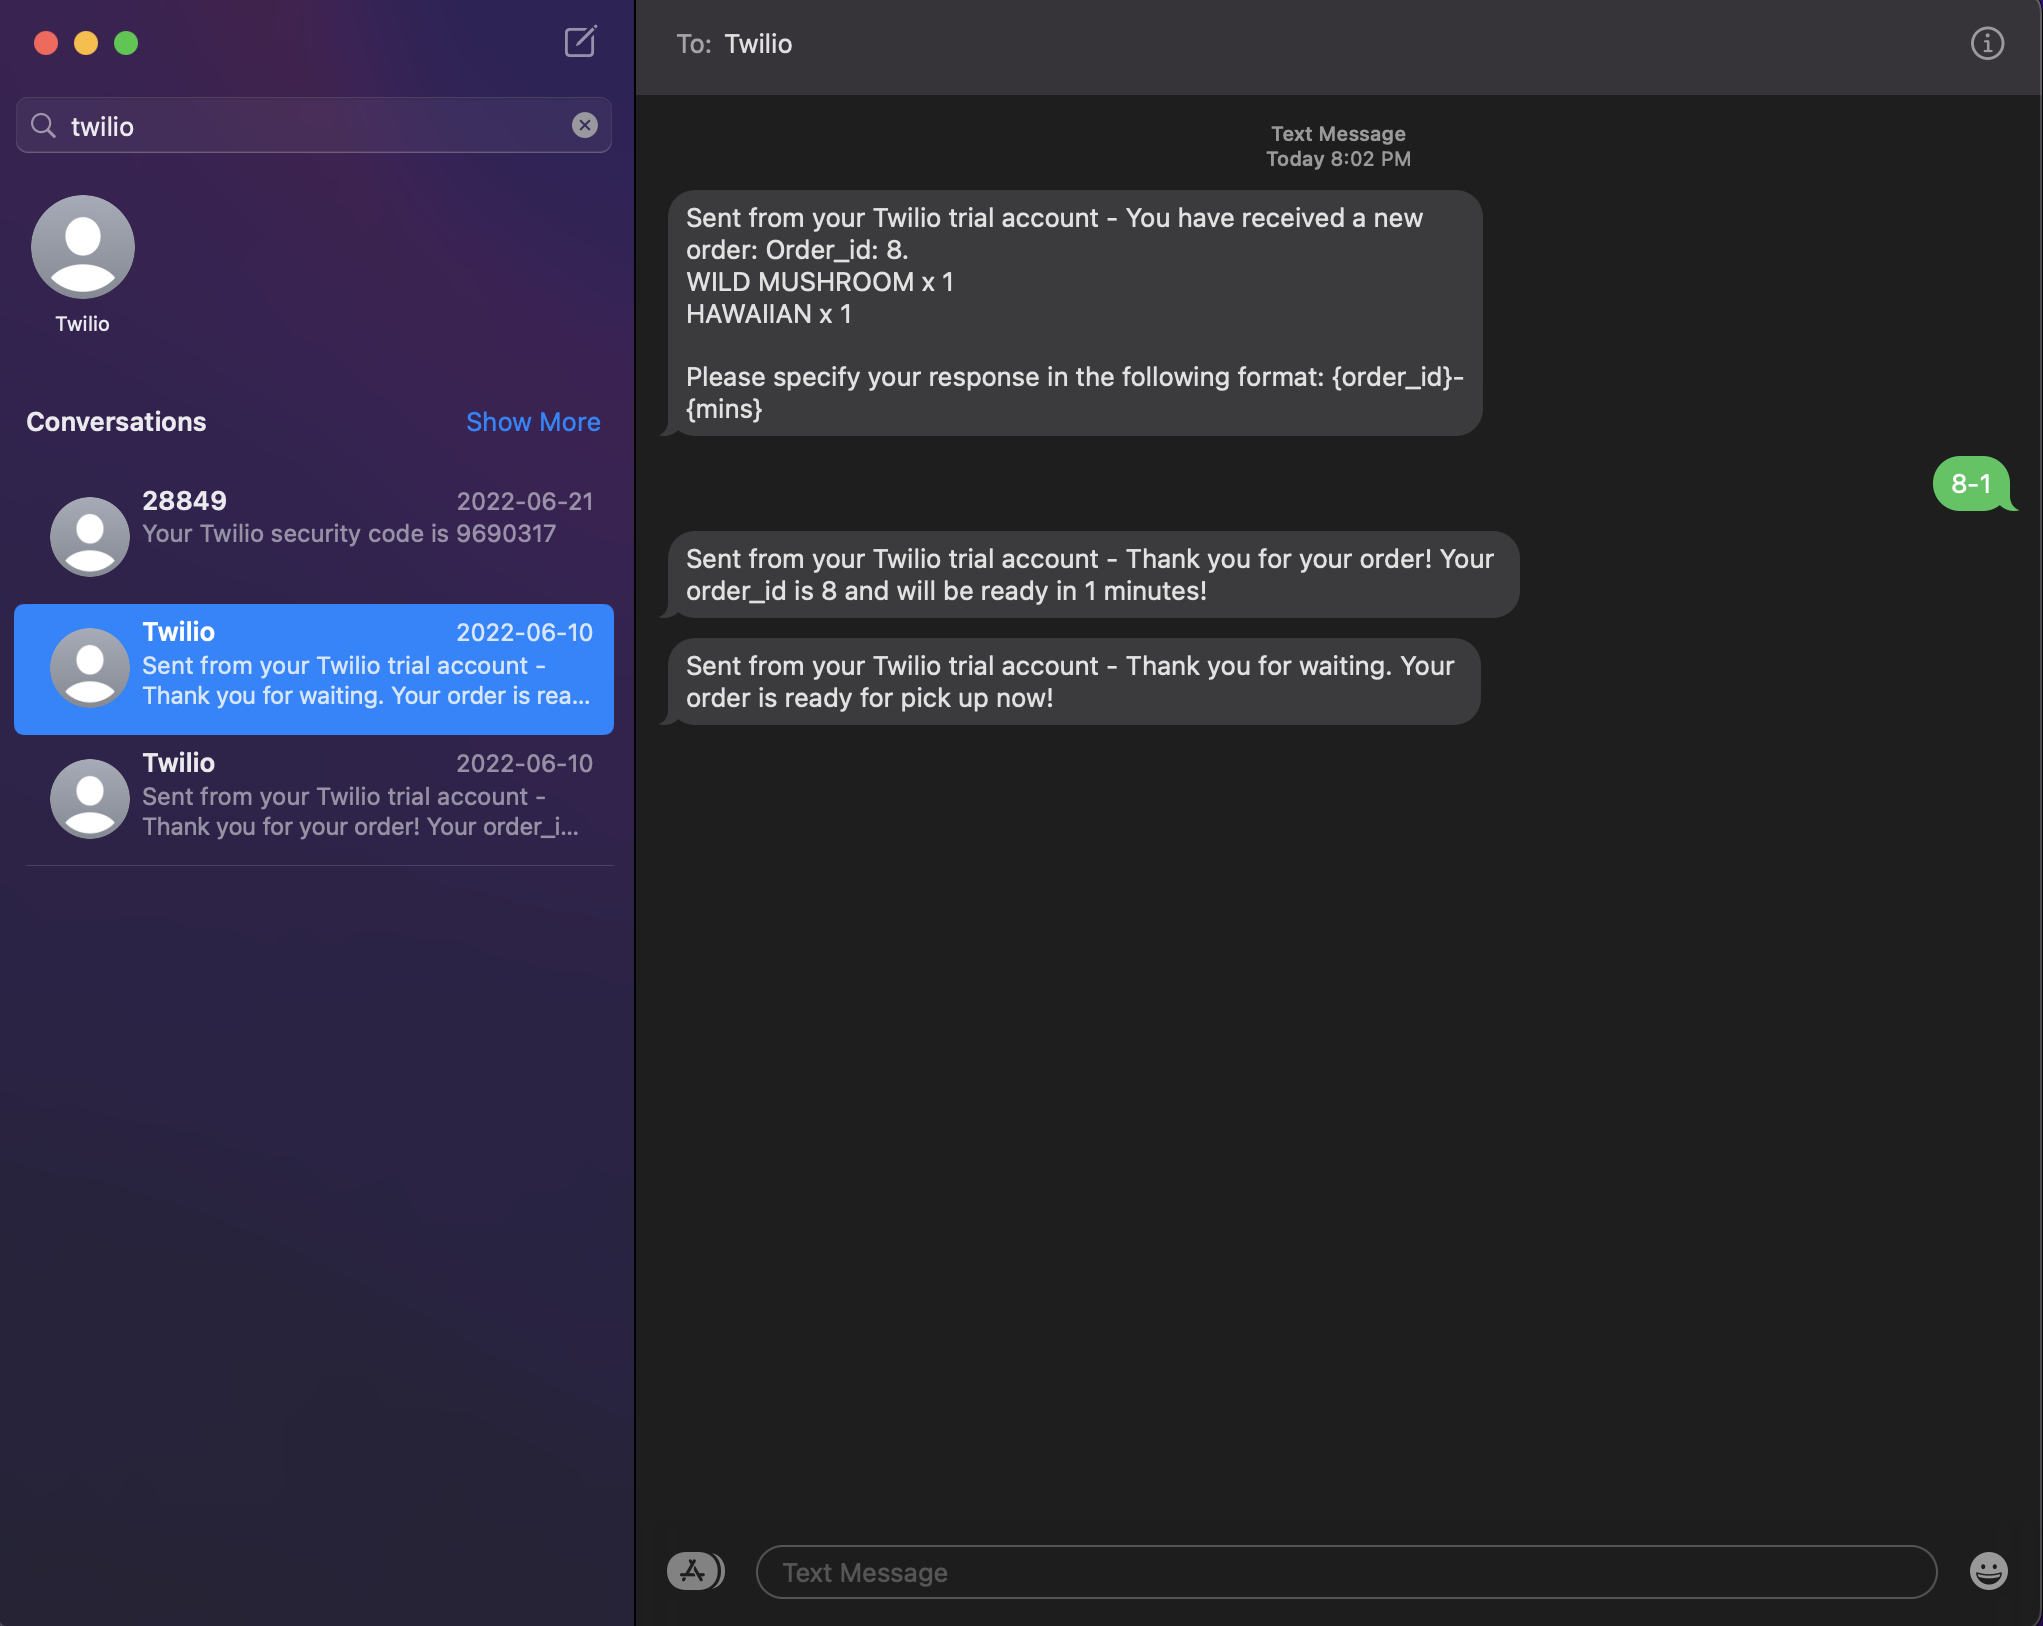 twilio
Twilio
Conversations
Show More
28849
2022-06-21
Your Twilio security code is 9690317
Twilio
2022-06-10
Sent from your Twilio trial account -
Thank you for waiting. Your order is rea...
Twilio
2022-06-10
Sent from your Twilio trial account -
Thank you for your order! Your order_i...
To: Twilio
Text Message
Today 8:02 PM
Sent from your Twilio trial account - You have received a new
order: Order_id: 8.
WILD MUSHROOM x 1
HAWAIIAN x 1
Please specify your response in the following format: {order_id}-
{mins}
8-1
Sent from your Twilio trial account - Thank you for your order! Your
order_id is 8 and will be ready in 1 minutes!
Sent from your Twilio trial account - Thank you for waiting. Your
order is ready for pick up now!
Text Message